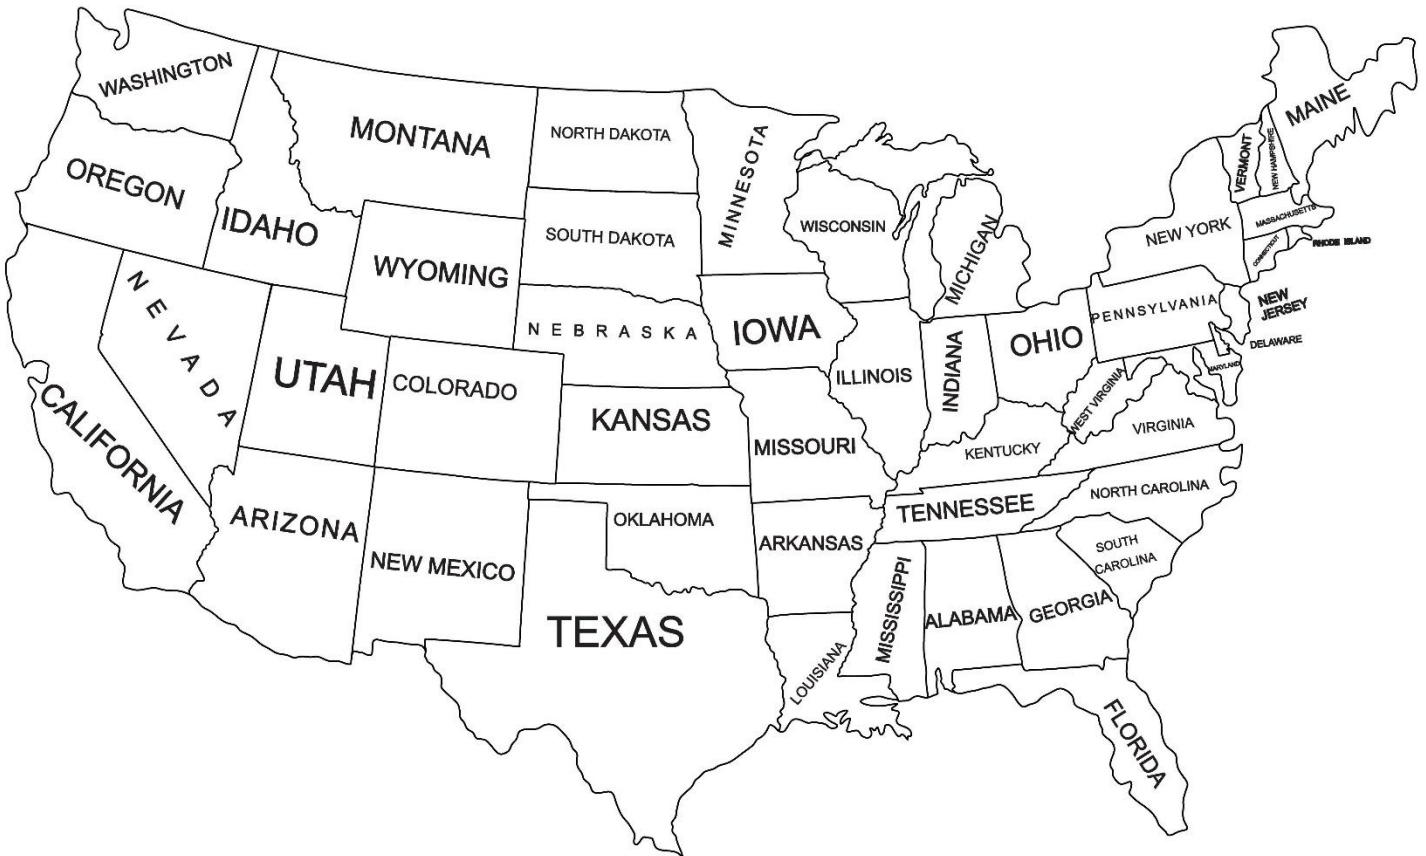 WASHINGTON
MONTANA
NORTH DAKOTA
MINNESOTA
MAINE
VERMONT
NEW HAMPSHIRE
OREGON
IDAHO
WYOMING
SOUTH DAKOTA
WISCONSIN
MICHIGAN
NEW YORK
MASSACHUSETTS
CONNECTICUT
RHODE ISLAND
NEVADA
UTAH
COLORADO
NEBRASKA
IOWA
ILLINOIS
INDIANA
OHIO
PENNSYLVANIA
NEW
JERSEY
DELAWARE
MARYLAND
CALIFORNIA
KANSAS
MISSOURI
KENTUCKY
WEST VIRGINIA
VIRGINIA
ARIZONA
NEW MEXICO
OKLAHOMA
ARKANSAS
TENNESSEE
NORTH CAROLINA
SOUTH
CAROLINA
TEXAS
LOUISIANA
MISSISSIPPI
ALABAMA
GEORGIA
FLORIDA